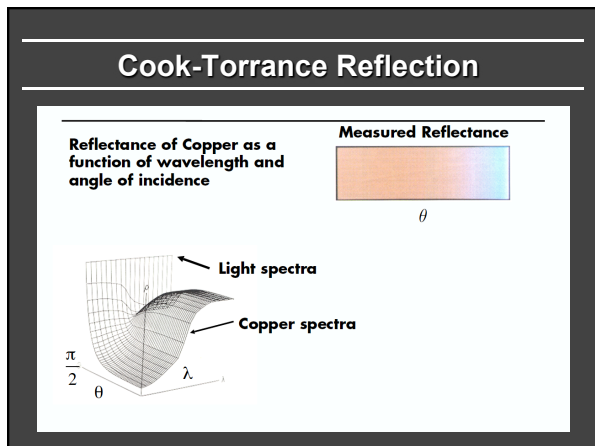 Cook-Torrance Reflection
Reflectance of Copper as a
function of wavelength and
angle of incidence
Measured Reflectance
θ
Light spectra
ρ
Copper spectra
π
2
θ
λ
λ